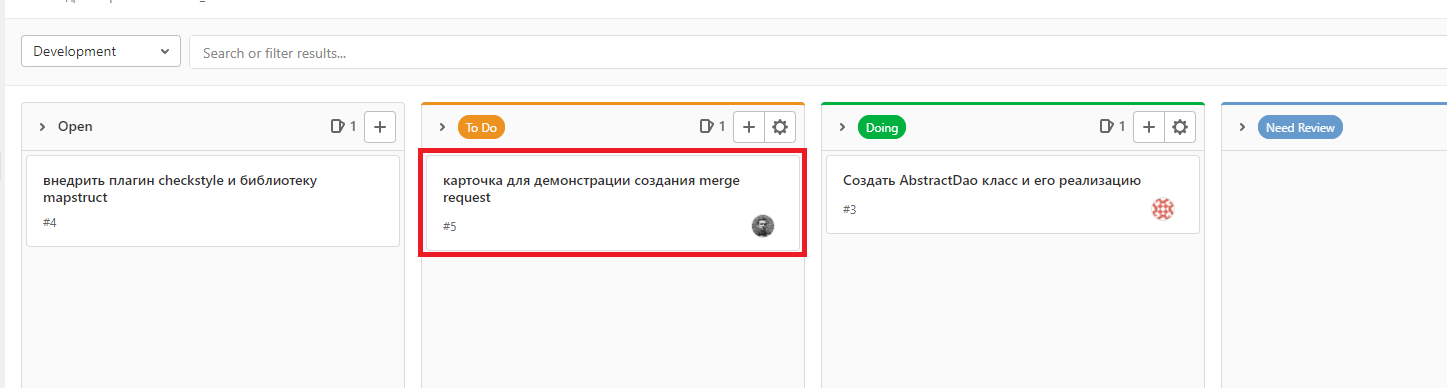 Development
Search or filter results...
Open
1
внедрить плагин checkstyle и библиотеку
mapstruct
#4
To Do
1
карточка для демонстрации создания merge
request
#5
Doing
1
Создать AbstractDao класс и его реализацию
#3
Need Review